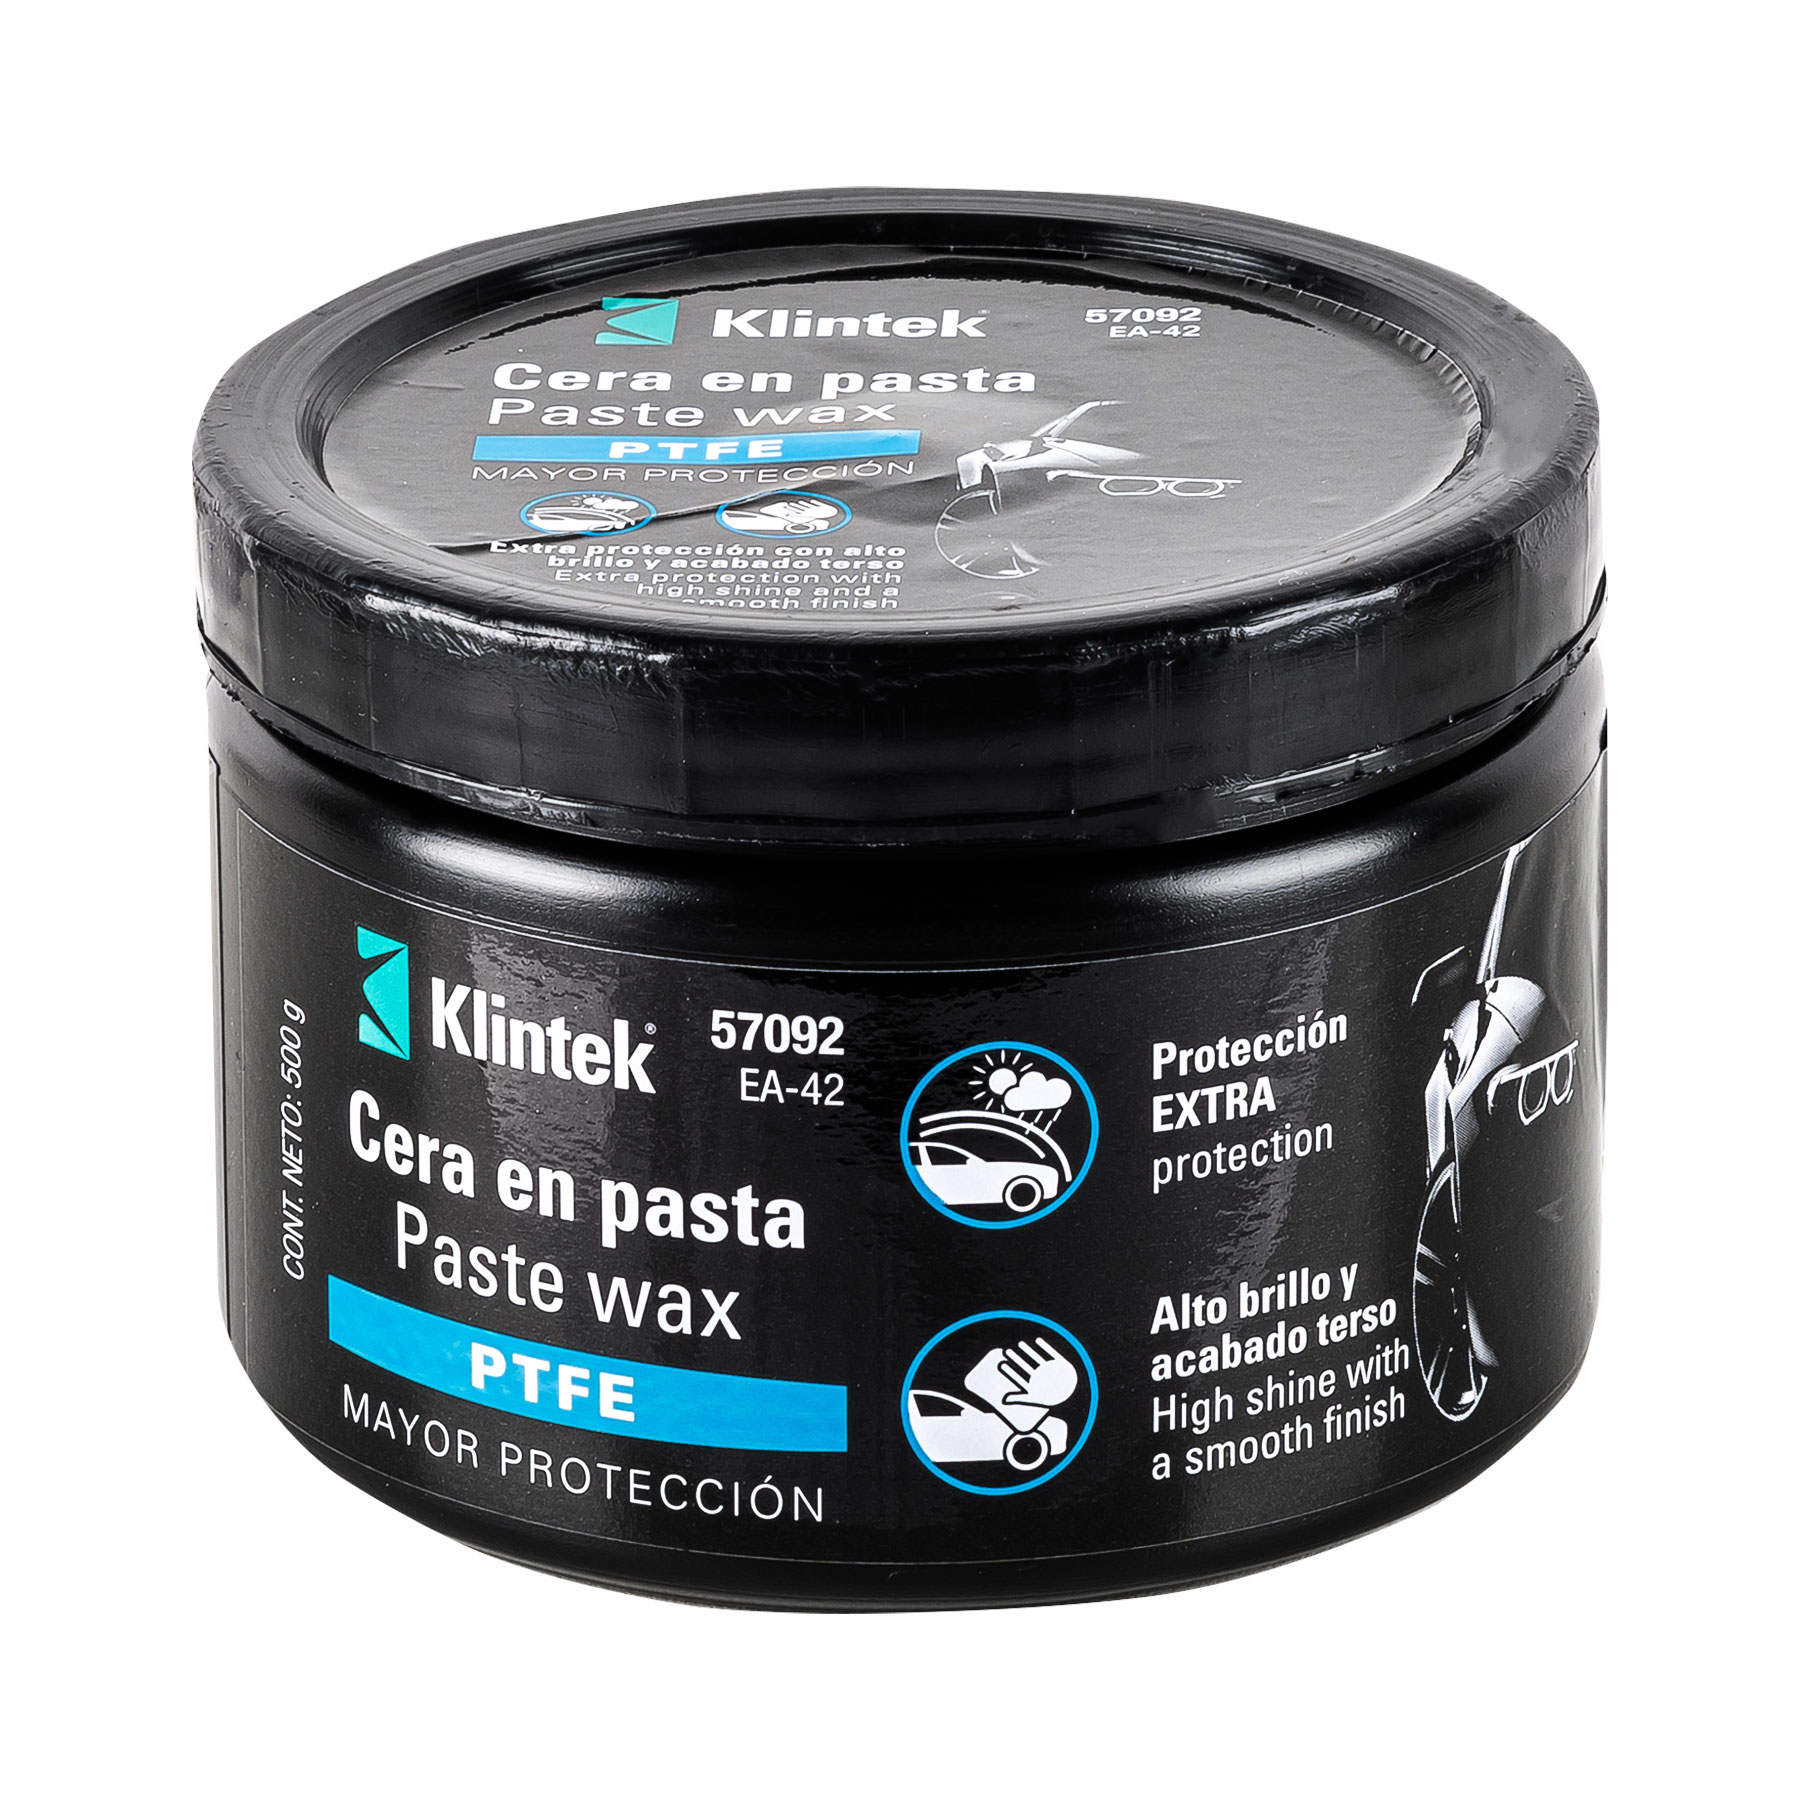 Klintek®
57092
EA-42
Cera en pasta
Paste wax
PTFE
MAYOR PROTECCIÓN
Extra protección con alto
brillo y acabado terso
Extra protection with
high shine and a
smooth finish
CONT. NETO: 500 g
Klintek®
57092
EA-42
Cera en pasta
Paste wax
PTFE
MAYOR PROTECCIÓN
Protección
EXTRA
protection
Alto brillo y
acabado terso
High shine with
a smooth finish